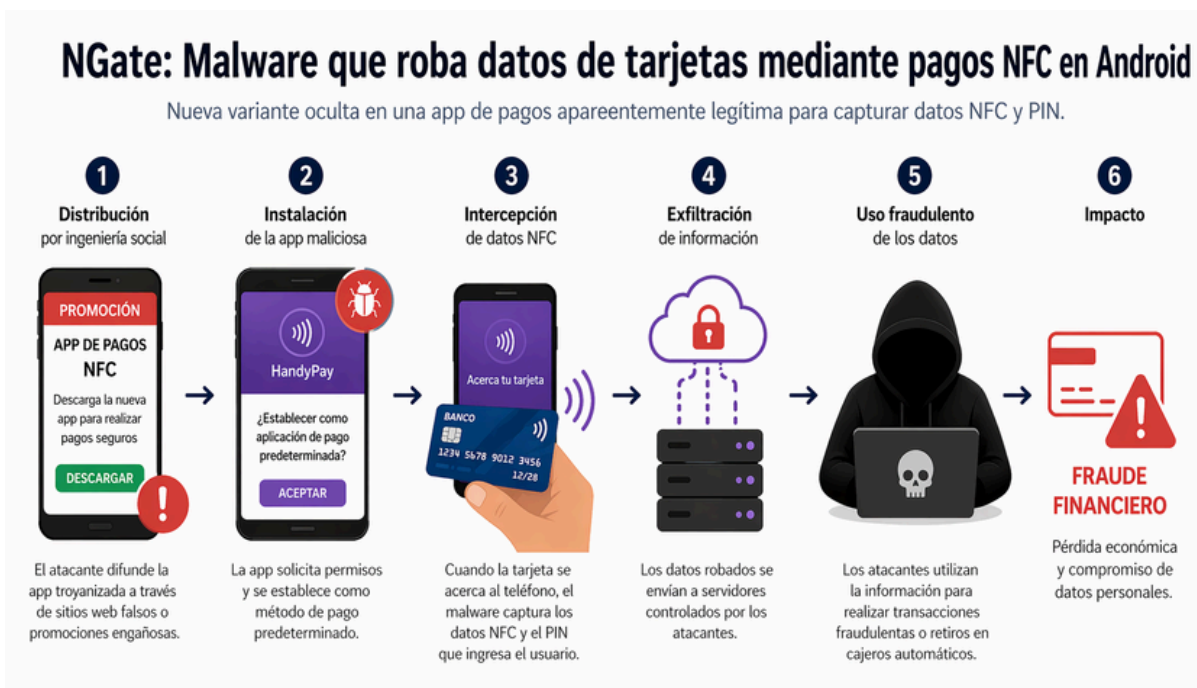 NGate: Malware que roba datos de tarjetas mediante pagos NFC en Android
Nueva variante oculta en una app de pagos apareentemente legítima para capturar datos NFC y PIN.
1
Distribución
por ingeniería social
PROMOCIÓN
APP DE PAGOS
NFC
Descarga la nueva
app para realizar
pagos seguros
DESCARGAR
!
El atacante difunde la
app troyanizada a través
de sitios web falsos o
promociones engañosas.
2
Instalación
de la app maliciosa
HandyPay
¿Establecer como
aplicación de pago
predeterminada?
ACEPTAR
La app solicita permisos
y se establece como
método de pago
predeterminado.
3
Intercepción
de datos NFC
Acerca tu tarjeta
BANCO
1234 5678 9012 3456
12/28
Cuando la tarjeta se
acerca al teléfono, el
malware captura los
datos NFC y el PIN
que ingresa el usuario.
4
Exfiltración
de información
Los datos robados se
envían a servidores
controlados por los
atacantes.
5
Uso fraudulento
de los datos
Los atacantes utilizan
la información para
realizar transacciones
fraudulentas o retiros en
cajeros automáticos.
6
Impacto
!
FRAUDE
FINANCIERO
Pérdida económica
y compromiso de
datos personales.